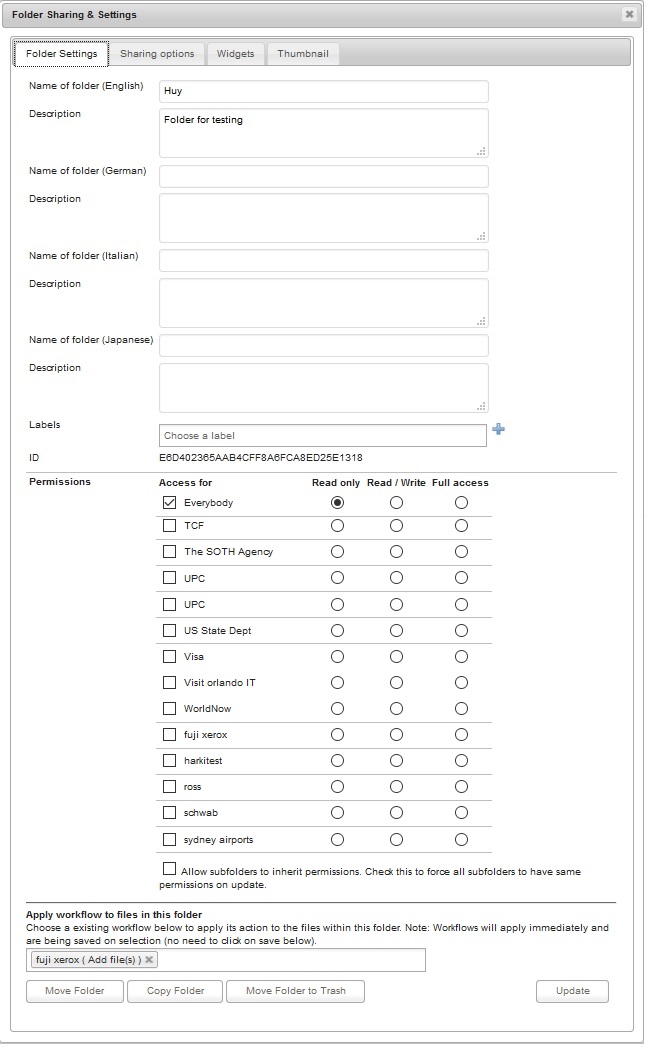 Folder Sharing & Settings
Folder Settings Sharing options Widgets Thumbnail
Name of folder (English) Huy
Description Folder for testing
Name of folder (German)
Description
Name of folder (Italian)
Description
Name of folder (Japanese)
Description
Labels Choose a label
ID E6D402365AAB4CFF8A6FCA8ED25E1318
Permissions Access for Read only Read / Write Full access
Everybody
TCF
The SOTH Agency
UPC
UPC
US State Dept
Visa
Visit orlando IT
WorldNow
fuji xerox
harkitest
ross
schwab
sydney airports
Allow subfolders to inherit permissions. Check this to force all subfolders to have same
permissions on update.
Apply workflow to files in this folder
Choose a existing workflow below to apply its action to the files within this folder. Note: Workflows will apply immediately and
are being saved on selection (no need to click on save below).
fuji xerox ( Add file(s) )
Move Folder Copy Folder Move Folder to Trash Update